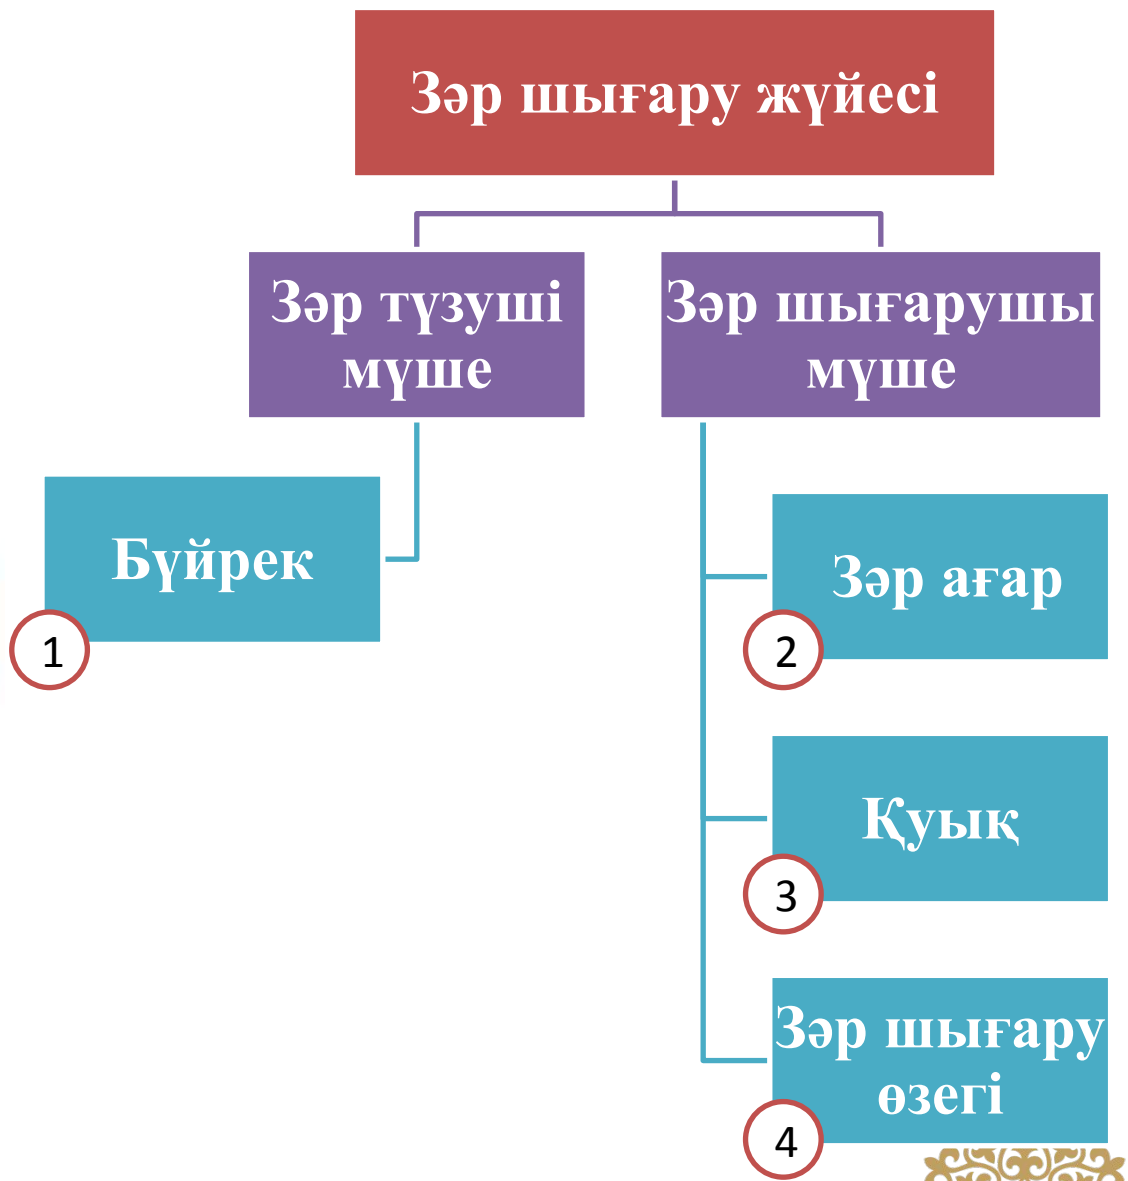 Зәр шығару жүйесі
Зәр түзуші
мүше
Зәр шығарушы
мүше
Бүйрек
1
Зәр ағар
2
Қуық
3
Зәр шығару
өзегі
4